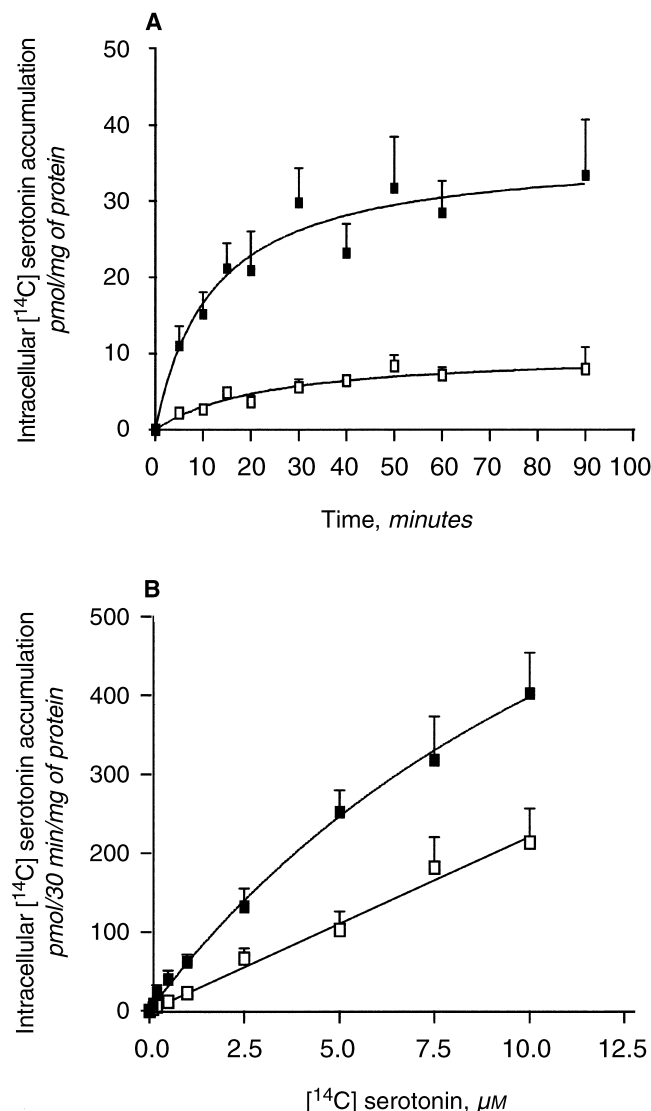 A
Intracellular [¹⁴C] serotonin accumulation
pmol/mg of protein
50
40
30
20
10
0
0 10 20 30 40 50 60 70 80 90 100
Time, minutes
B
Intracellular [¹⁴C] serotonin accumulation
pmol/30 min/mg of protein
500
400
300
200
100
0
0.0 2.5 5.0 7.5 10.0 12.5
[¹⁴C] serotonin, μM